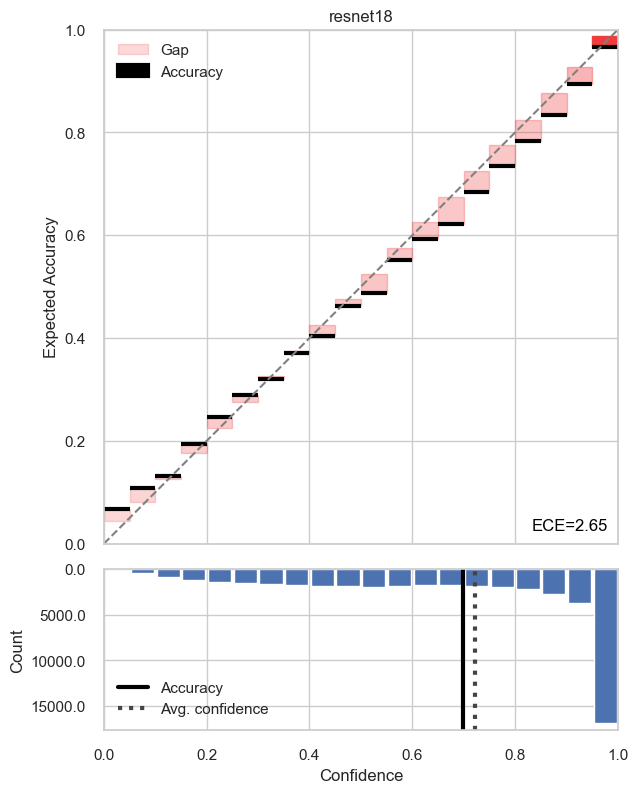 resnet18
1.0
Gap
Accuracy
0.8
0.6
Expected Accuracy
0.4
0.2
ECE=2.65
0.0
0.0
5000.0
Count
10000.0
Accuracy
15000.0
Avg. confidence
0.0 0.2 0.4 0.6 0.8 1.0
Confidence